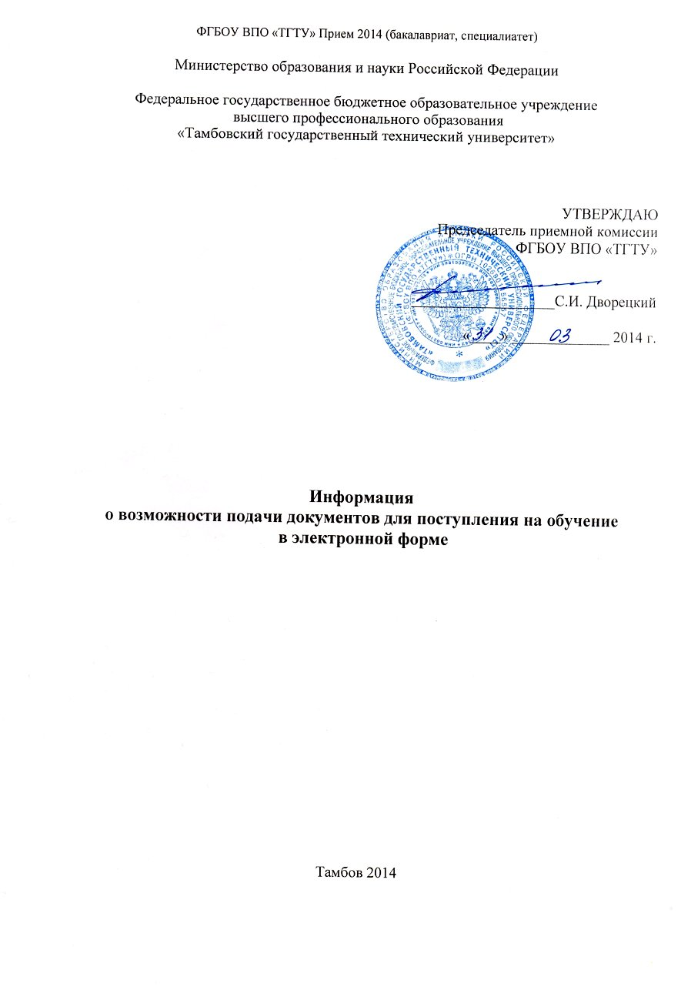 ФГБОУ ВПО «ТГТУ» Прием 2014 (бакалавриат, специалиатет)
Министерство образования и науки Российской Федерации
Федеральное государственное бюджетное образовательное учреждение
высшего профессионального образования
«Тамбовский государственный технический университет»
УТВЕРЖДАЮ
Председатель приемной комиссии
ФГБОУ ВПО «ТГТУ»
С.И. Дворецкий
«31» 03 2014 г.
Информация
о возможности подачи документов для поступления на обучение
в электронной форме
Тамбов 2014